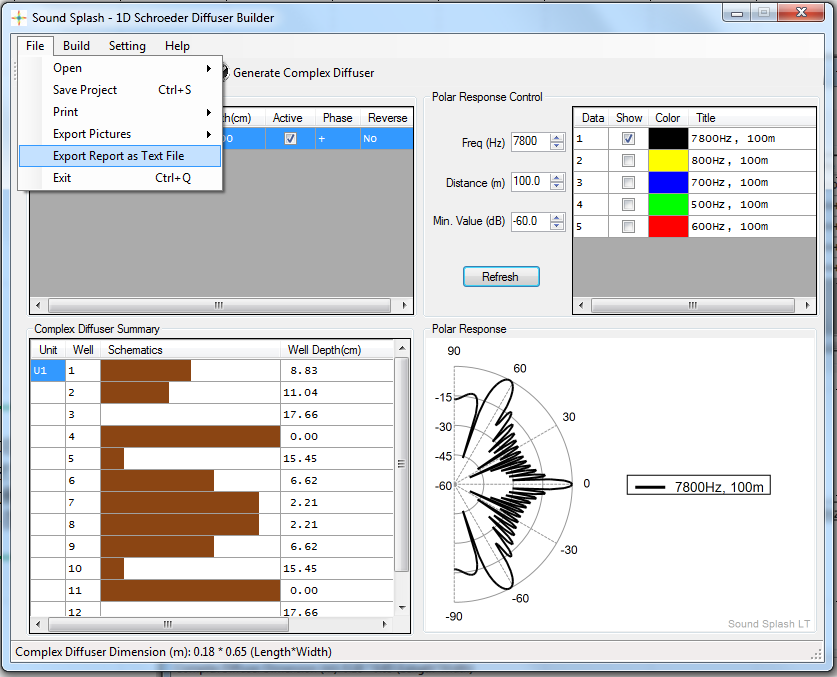 Sound Splash - 1D Schroeder Diffuser Builder
File Build Setting Help
Open
Save Project Ctrl+S
Print
Export Pictures
Export Report as Text File
Exit Ctrl+Q
Generate Complex Diffuser
Active Phase Reverse
+ No
Polar Response Control
Freq (Hz) 7800
Distance (m) 100.0
Min. Value (dB) -60.0
Refresh
Data Show Color Title
1 7800Hz, 100m
2 800Hz, 100m
3 700Hz, 100m
4 500Hz, 100m
5 600Hz, 100m
Complex Diffuser Summary
Unit Well Schematics Well Depth(cm)
U1 1 8.83
2 11.04
3 17.66
4 0.00
5 15.45
6 6.62
7 2.21
8 2.21
9 6.62
10 15.45
11 0.00
12 17.66
Polar Response
90
60
30
0
-30
-60
-90
-15
-30
-45
-60
7800Hz, 100m
Sound Splash LT
Complex Diffuser Dimension (m): 0.18 * 0.65 (Length*Width)